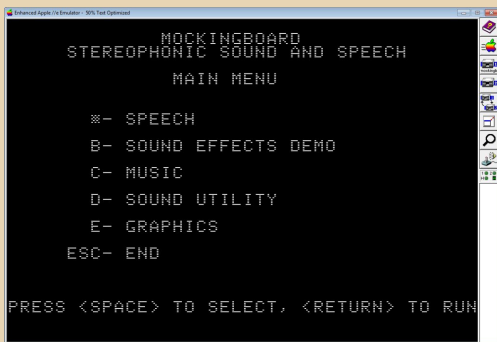 Enhanced Apple //e Emulator - 50% Text Optimized
MOCKINGBOARD
STEREOPHONIC SOUND AND SPEECH
MAIN MENU
- SPEECH
B- SOUND EFFECTS DEMO
C- MUSIC
D- SOUND UTILITY
E- GRAPHICS
ESC- END
PRESS <SPACE> TO SELECT, <RETURN> TO RUN